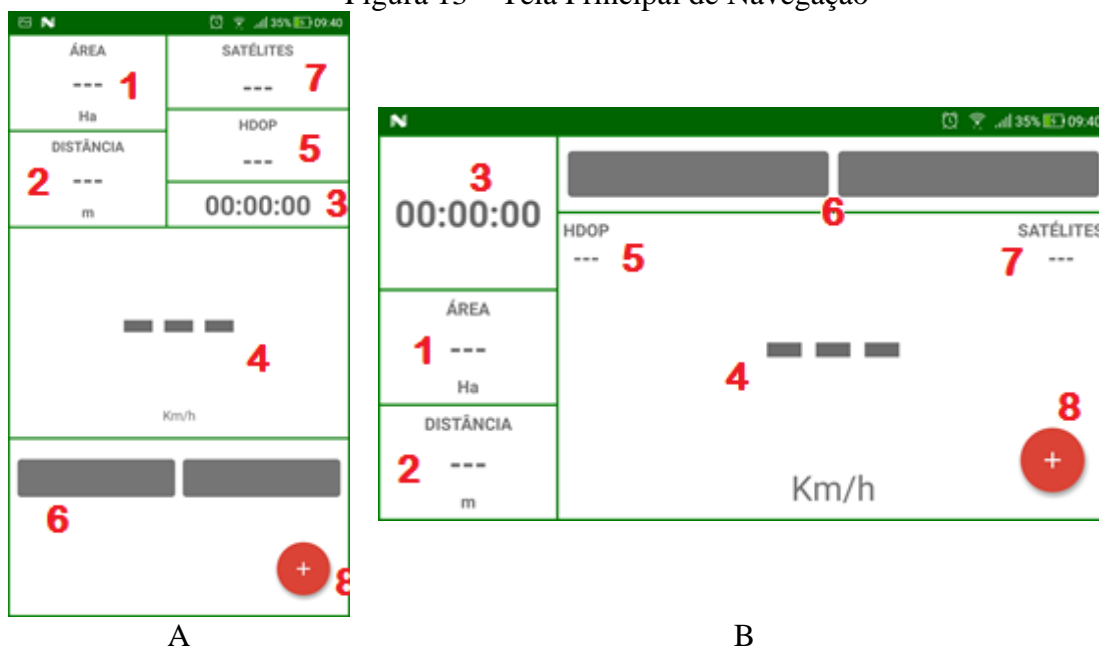 Figura 13 – Tela Principal de Navegação
N 35% 09:40
ÁREA
--- 1
Ha
DISTÂNCIA
2 ---
m
SATÉLITES
--- 7
HDOP
--- 5
00:00:00 3
--- 4
Km/h
6
+ 8
A
N 35% 09:40
3
00:00:00
ÁREA
1 ---
Ha
DISTÂNCIA
2 ---
m
6
HDOP
--- 5
SATÉLITES
7 ---
4 ---
Km/h
8
+
B